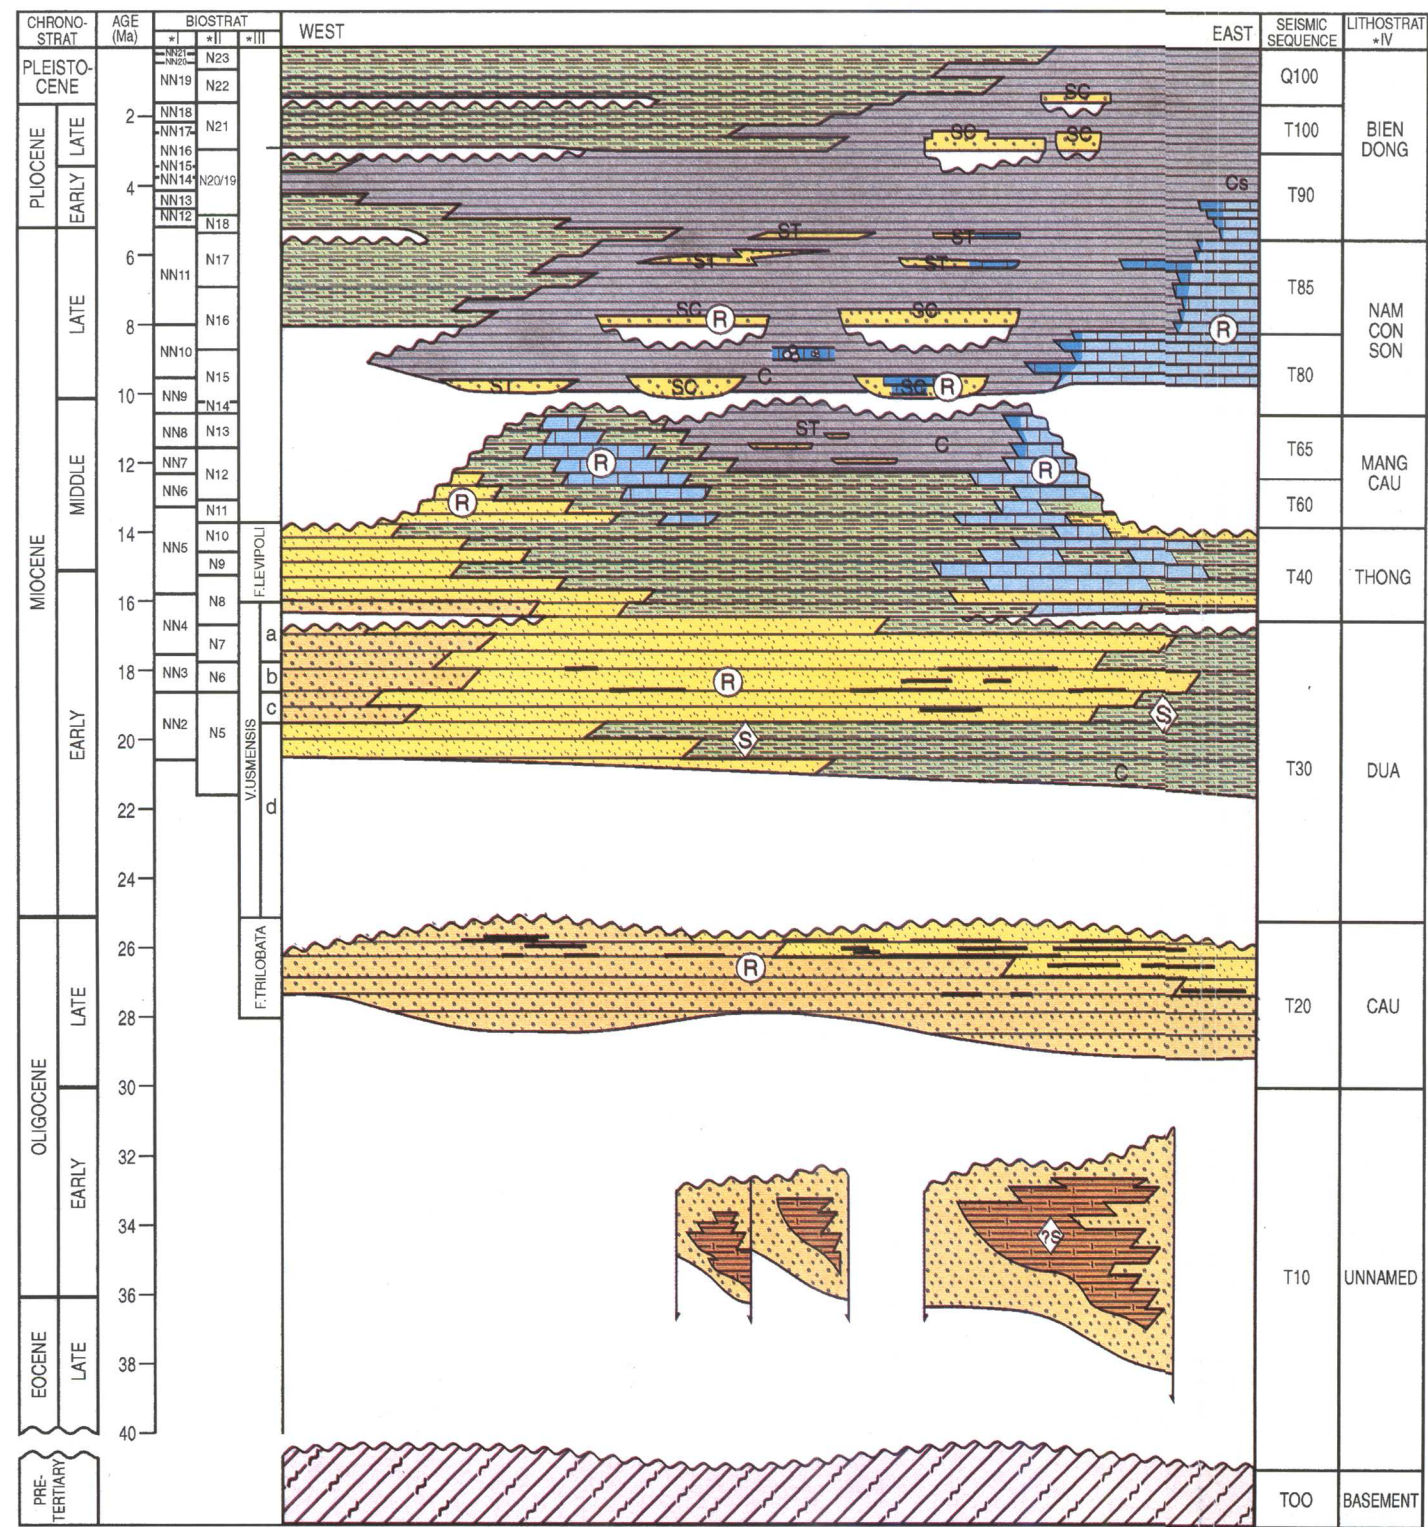 CHRONO-
STRAT
AGE
(Ma)
BIOSTRAT
*I
*II
*III
WEST
EAST
SEISMIC
SEQUENCE
LITHOSTRAT
*IV
PLEISTO-
CENE
PLIOCENE
LATE
EARLY
MIOCENE
LATE
MIDDLE
EARLY
OLIGOCENE
LATE
EARLY
EOCENE
LATE
PRE-
TERTIARY
2
4
6
8
10
12
14
16
18
20
22
24
26
28
30
32
34
36
38
40
NN21
NN20
NN19
NN18
NN17
NN16
NN15
NN14
NN13
NN12
NN11
NN10
NN9
NN8
NN7
NN6
NN5
NN4
NN3
NN2
N23
N22
N21
N20/19
N18
N17
N16
N15
N14
N13
N12
N11
N10
N9
N8
N7
N6
N5
F.LEVIPOLI
V.USMENSIS
a
b
c
d
F.TRILOBATA
SC
SC
SC
Cs
ST
ST
ST
ST
SC
R
SC
R
C
ST
SC
SC
R
ST
C
R
R
R
R
S
S
C
R
?S
Q100
T100
T90
T85
T80
T65
T60
T40
T30
T20
T10
TOO
BIEN
DONG
NAM
CON
SON
MANG
CAU
THONG
DUA
CAU
UNNAMED
BASEMENT